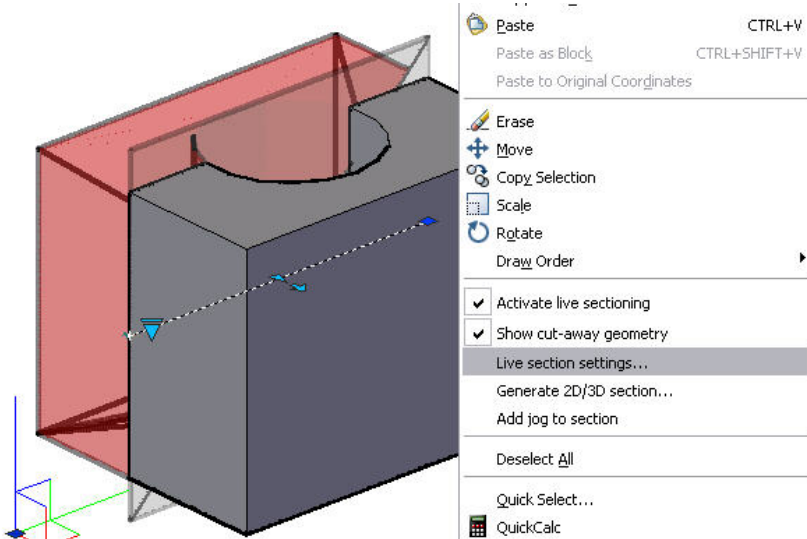 Paste CTRL+V
Paste as Block CTRL+SHIFT+V
Paste to Original Coordinates
Erase
Move
Copy Selection
Scale
Rotate
Draw Order
Activate live sectioning
Show cut-away geometry
Live section settings...
Generate 2D/3D section...
Add jog to section
Deselect All
Quick Select...
QuickCalc